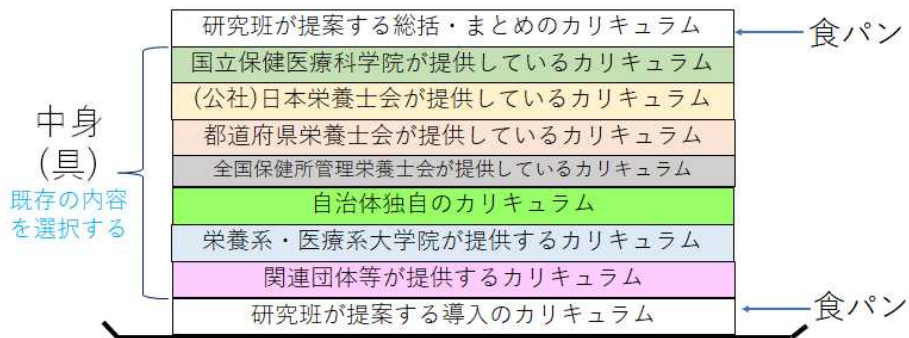 研究班が提案する総括・まとめのカリキュラム
食パン
国立保健医療科学院が提供しているカリキュラム
(公社)日本栄養士会が提供しているカリキュラム
都道府県栄養士会が提供しているカリキュラム
全国保健所管理栄養士会が提供しているカリキュラム
自治体独自のカリキュラム
栄養系・医療系大学院が提供するカリキュラム
関連団体等が提供するカリキュラム
中身
(具)
既存の内容
を選択する
研究班が提案する導入のカリキュラム
食パン